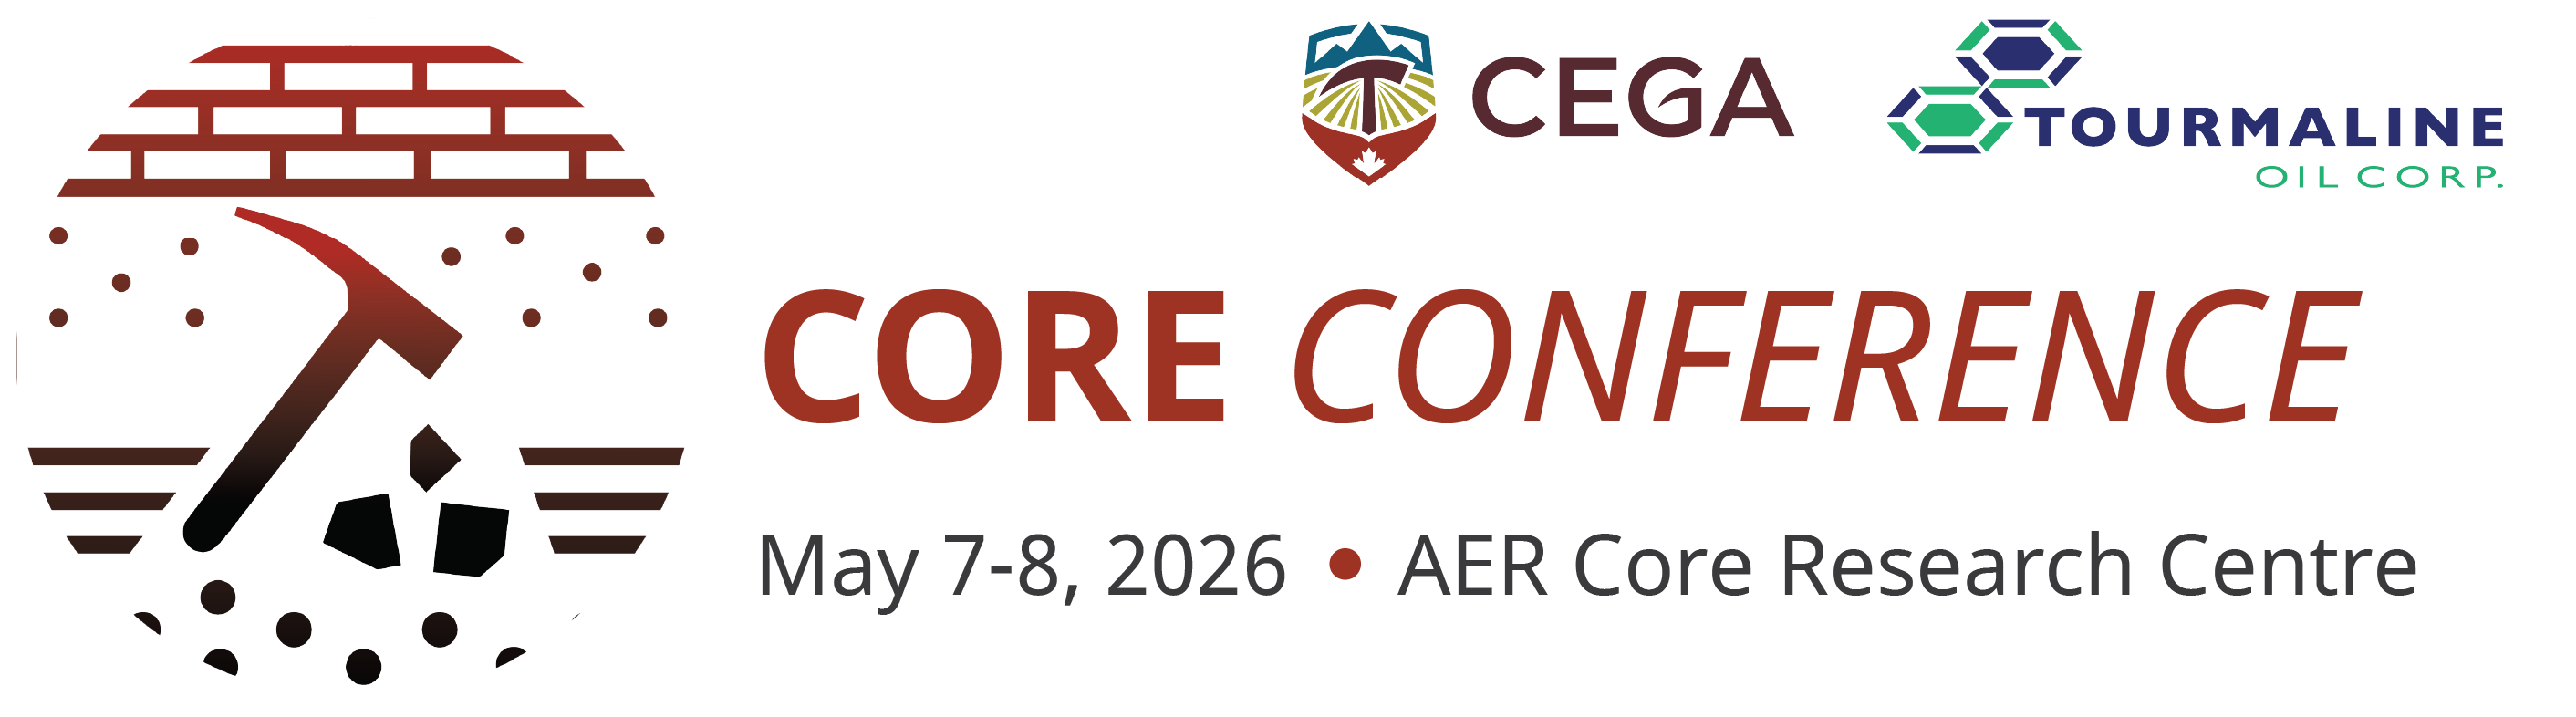 CEGA
TOURMALINE
OIL CORP.
CORE CONFERENCE
May 7-8, 2026 • AER Core Research Centre